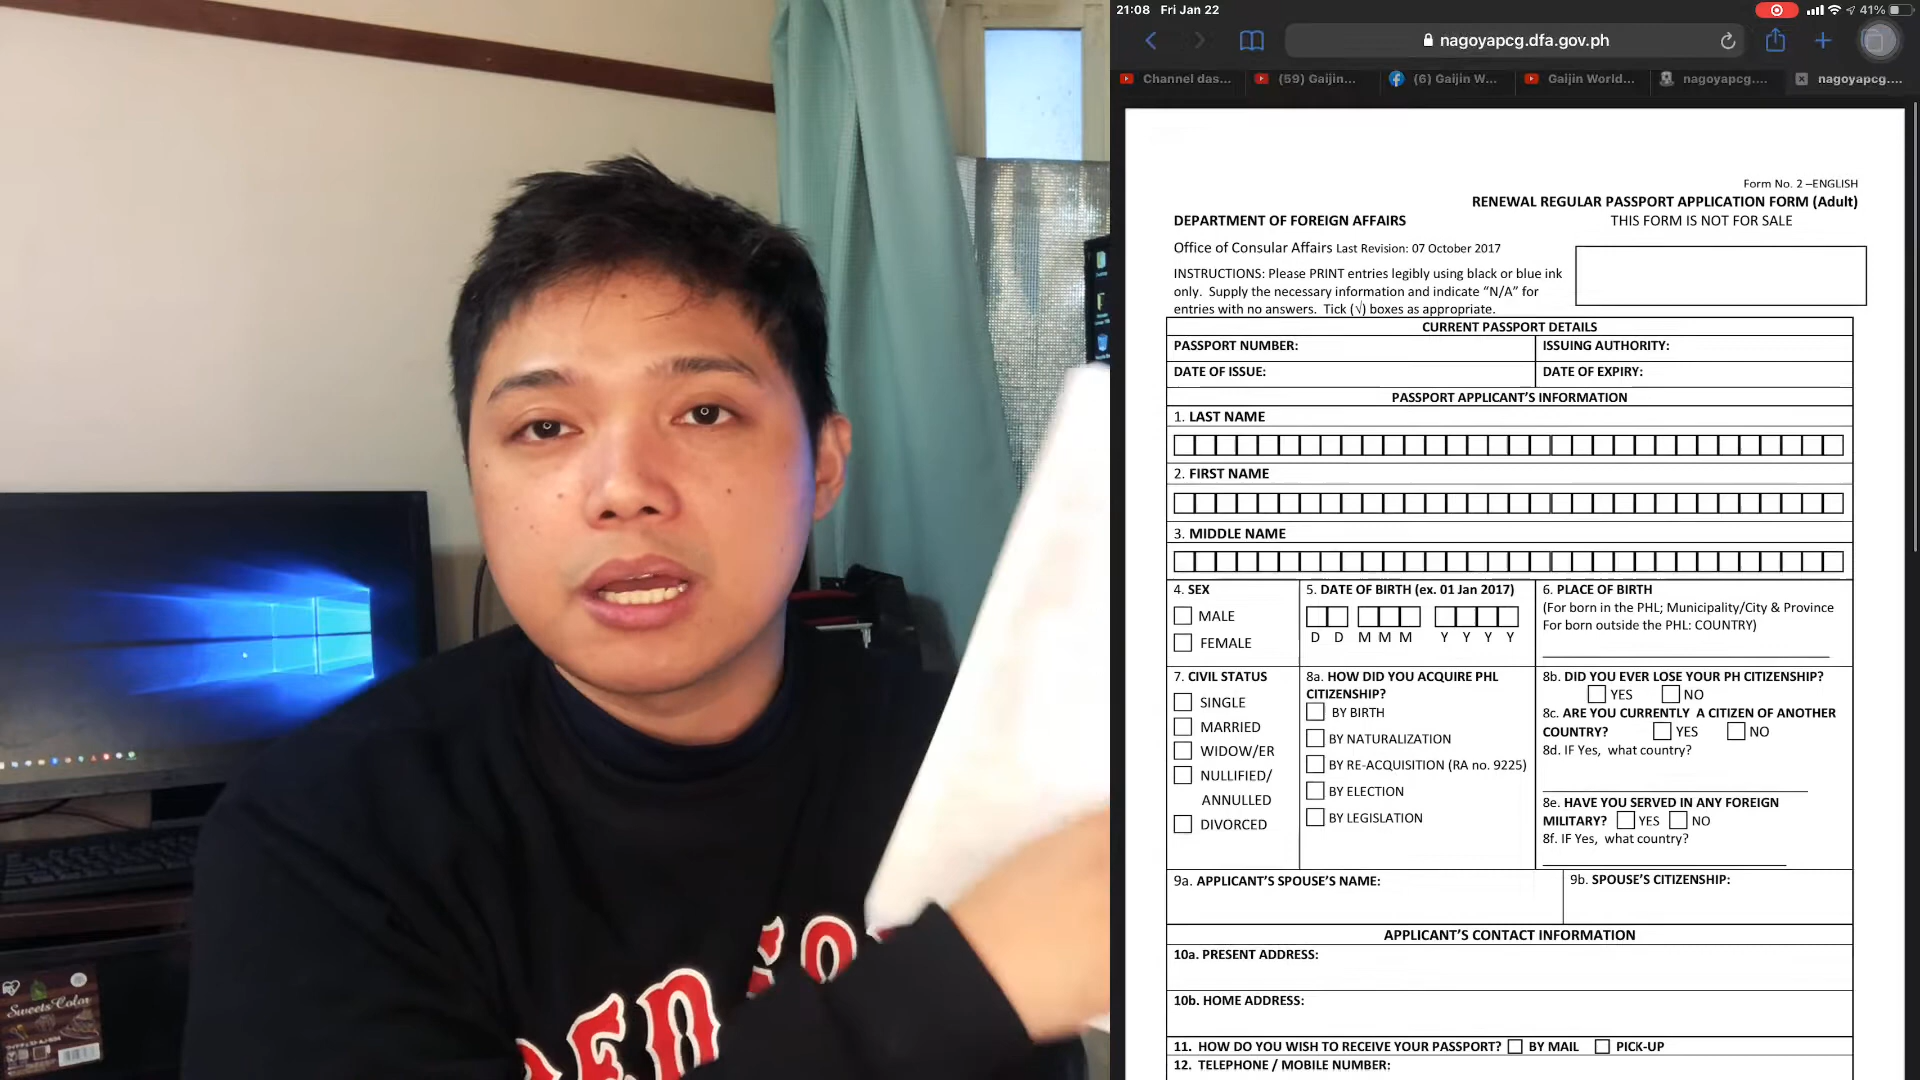 21:08 Fri Jan 22
41%
nagoyapcg.dfa.gov.ph
Channel das...
(59) Gaijin...
(6) Gaijin W...
Gaijin World...
nagoyapcg....
nagoyapcg....
Form No. 2 –ENGLISH
RENEWAL REGULAR PASSPORT APPLICATION FORM (Adult)
DEPARTMENT OF FOREIGN AFFAIRS
THIS FORM IS NOT FOR SALE
Office of Consular Affairs Last Revision: 07 October 2017
INSTRUCTIONS: Please PRINT entries legibly using black or blue ink
only. Supply the necessary information and indicate “N/A” for
entries with no answers. Tick (√) boxes as appropriate.
CURRENT PASSPORT DETAILS
PASSPORT NUMBER:
ISSUING AUTHORITY:
DATE OF ISSUE:
DATE OF EXPIRY:
PASSPORT APPLICANT’S INFORMATION
1. LAST NAME
2. FIRST NAME
3. MIDDLE NAME
4. SEX
MALE
FEMALE
5. DATE OF BIRTH (ex. 01 Jan 2017)
D D M M M Y Y Y Y
6. PLACE OF BIRTH
(For born in the PHL; Municipality/City & Province
For born outside the PHL: COUNTRY)
7. CIVIL STATUS
SINGLE
MARRIED
WIDOW/ER
NULLIFIED/
ANNULLED
DIVORCED
8a. HOW DID YOU ACQUIRE PHL
CITIZENSHIP?
BY BIRTH
BY NATURALIZATION
BY RE-ACQUISITION (RA no. 9225)
BY ELECTION
BY LEGISLATION
8b. DID YOU EVER LOSE YOUR PH CITIZENSHIP?
YES NO
8c. ARE YOU CURRENTLY A CITIZEN OF ANOTHER
COUNTRY? YES NO
8d. IF Yes, what country?
8e. HAVE YOU SERVED IN ANY FOREIGN
MILITARY? YES NO
8f. IF Yes, what country?
9a. APPLICANT’S SPOUSE’S NAME:
9b. SPOUSE’S CITIZENSHIP:
APPLICANT’S CONTACT INFORMATION
10a. PRESENT ADDRESS:
10b. HOME ADDRESS:
11. HOW DO YOU WISH TO RECEIVE YOUR PASSPORT? BY MAIL PICK-UP
12. TELEPHONE / MOBILE NUMBER:
Sweets Color